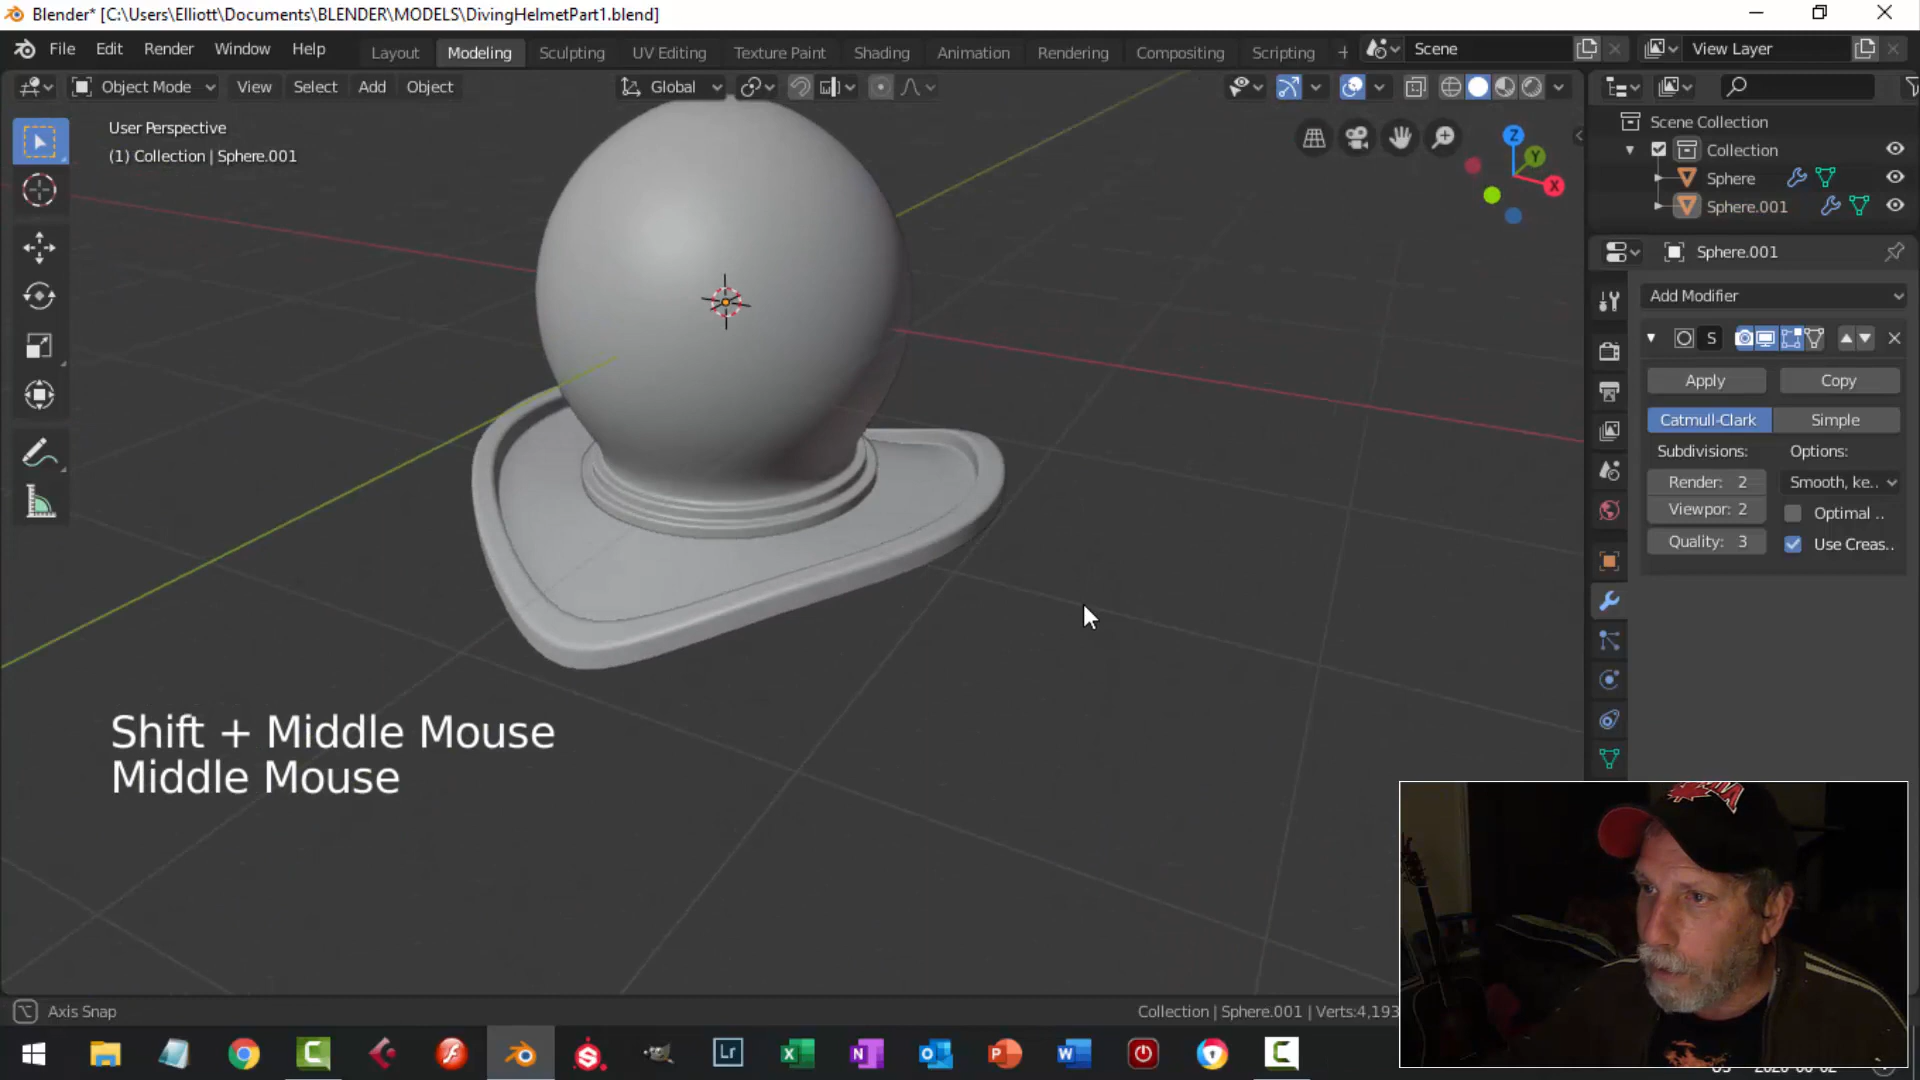 Blender* [C:\Users\Elliott\Documents\BLENDER\MODELS\DivingHelmetPart1.blend]
File Edit Render Window Help
Layout Modeling Sculpting UV Editing Texture Paint Shading Animation Rendering Compositing Scripting +
Scene
View Layer
Object Mode View Select Add Object
Global
User Perspective
(1) Collection | Sphere.001
Z
Y
X
Scene Collection
Collection
Sphere
Sphere.001
Sphere.001
Add Modifier
S
Apply Copy
Catmull-Clark Simple
Subdivisions: Options:
Render: 2 Smooth, ke..
Viewpor: 2 Optimal ..
Quality: 3 Use Creas..
Shift + Middle Mouse
Middle Mouse
Axis Snap
Collection | Sphere.001 | Verts:4,193
Lr